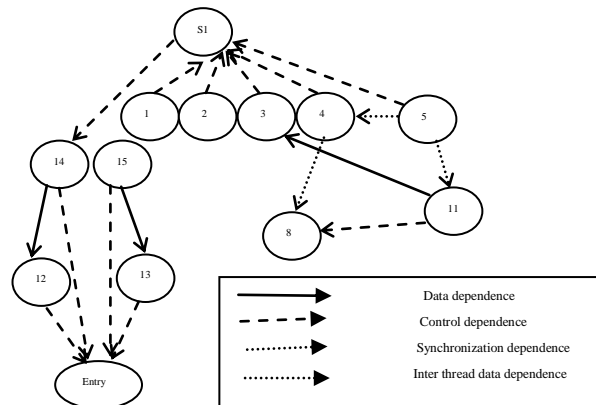 S1
1
2
3
4
5
14
15
11
8
12
13
Entry
Data dependence
Control dependence
Synchronization dependence
Inter thread data dependence